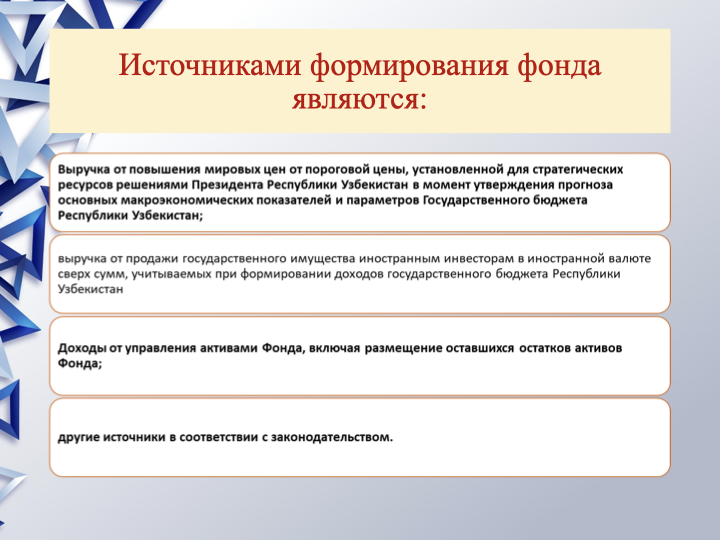 Источниками формирования фонда
являются:
Выручка от повышения мировых цен от пороговой цены, установленной для стратегических
ресурсов решениями Президента Республики Узбекистан в момент утверждения прогноза
основных макроэкономических показателей и параметров Государственного бюджета
Республики Узбекистан;
выручка от продажи государственного имущества иностранным инвесторам в иностранной валюте
сверх сумм, учитываемых при формировании доходов государственного бюджета Республики
Узбекистан
Доходы от управления активами Фонда, включая размещение оставшихся остатков активов
Фонда;
другие источники в соответствии с законодательством.